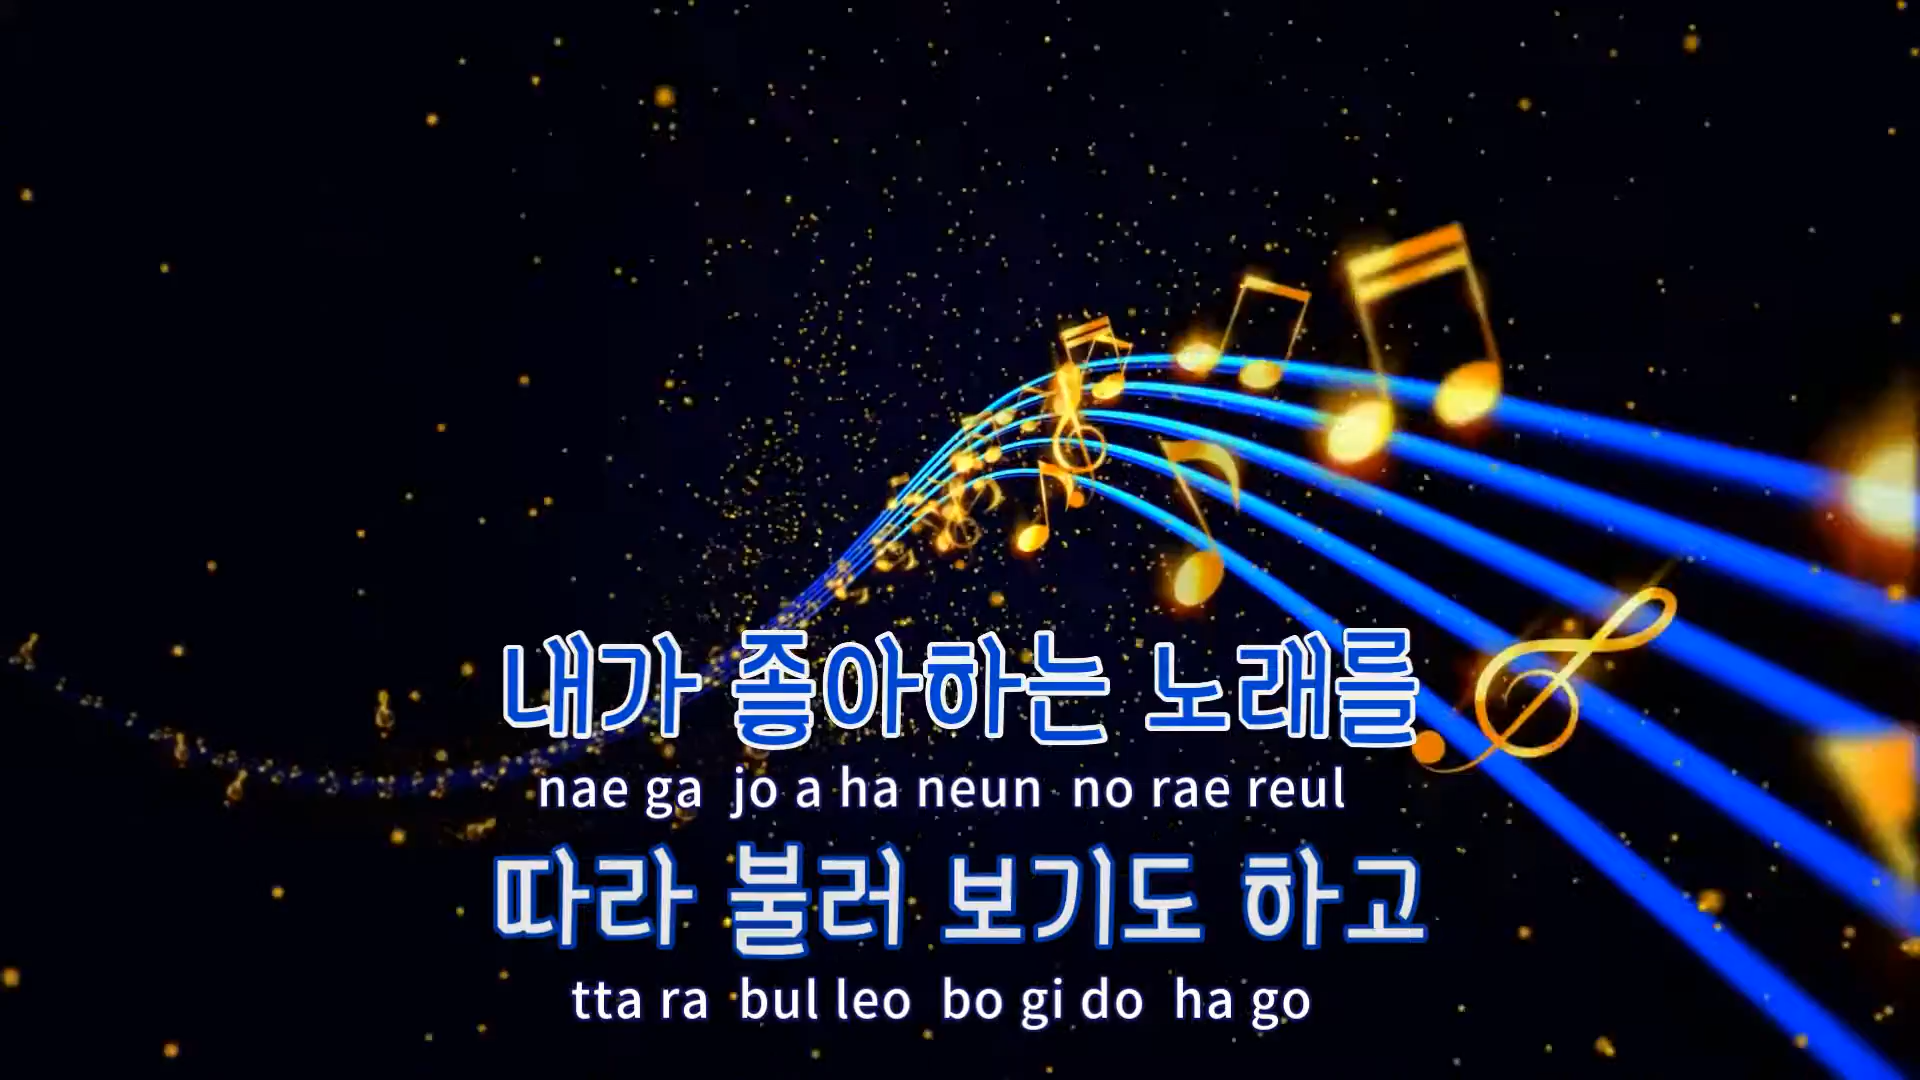 내가 좋아하는 노래를
nae ga jo a ha neun no rae reul
따라 불러 보기도 하고
tta ra bul leo bo gi do ha go